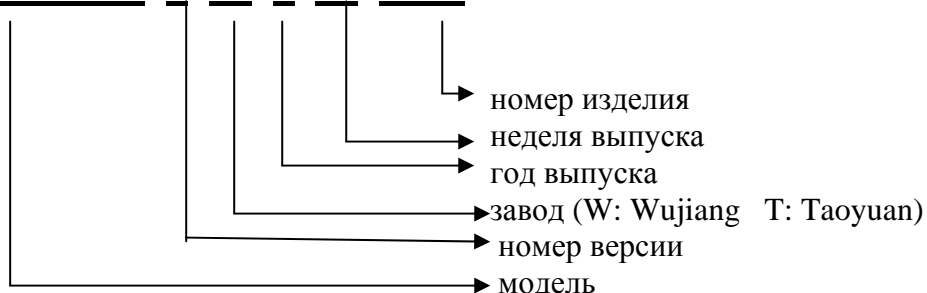 номер изделия
неделя выпуска
год выпуска
завод (W: Wujiang T: Taoyuan)
номер версии
модель